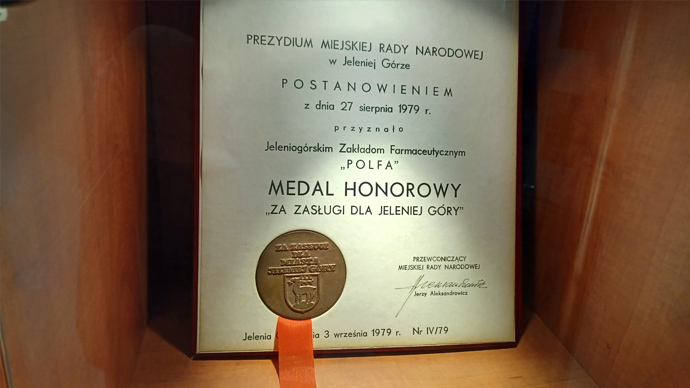 PREZYDIUM MIEJSKIEJ RADY NARODOWEJ
w Jeleniej Górze
POSTANOWIENIEM
z dnia 27 sierpnia 1979 r.
przyznało
Jeleniogórskim Zakładom Farmaceutycznym
„POLFA”
MEDAL HONOROWY
„ZA ZASŁUGI DLA JELENIEJ GÓRY”
ZA ZASŁUGI
DLA
MIASTA
JELENIEJ GÓRY
PRZEWODNICZĄCY
MIEJSKIEJ RADY NARODOWEJ
Jerzy Aleksandrowicz
Jelenia 3 września 1979 r. Nr IV/79